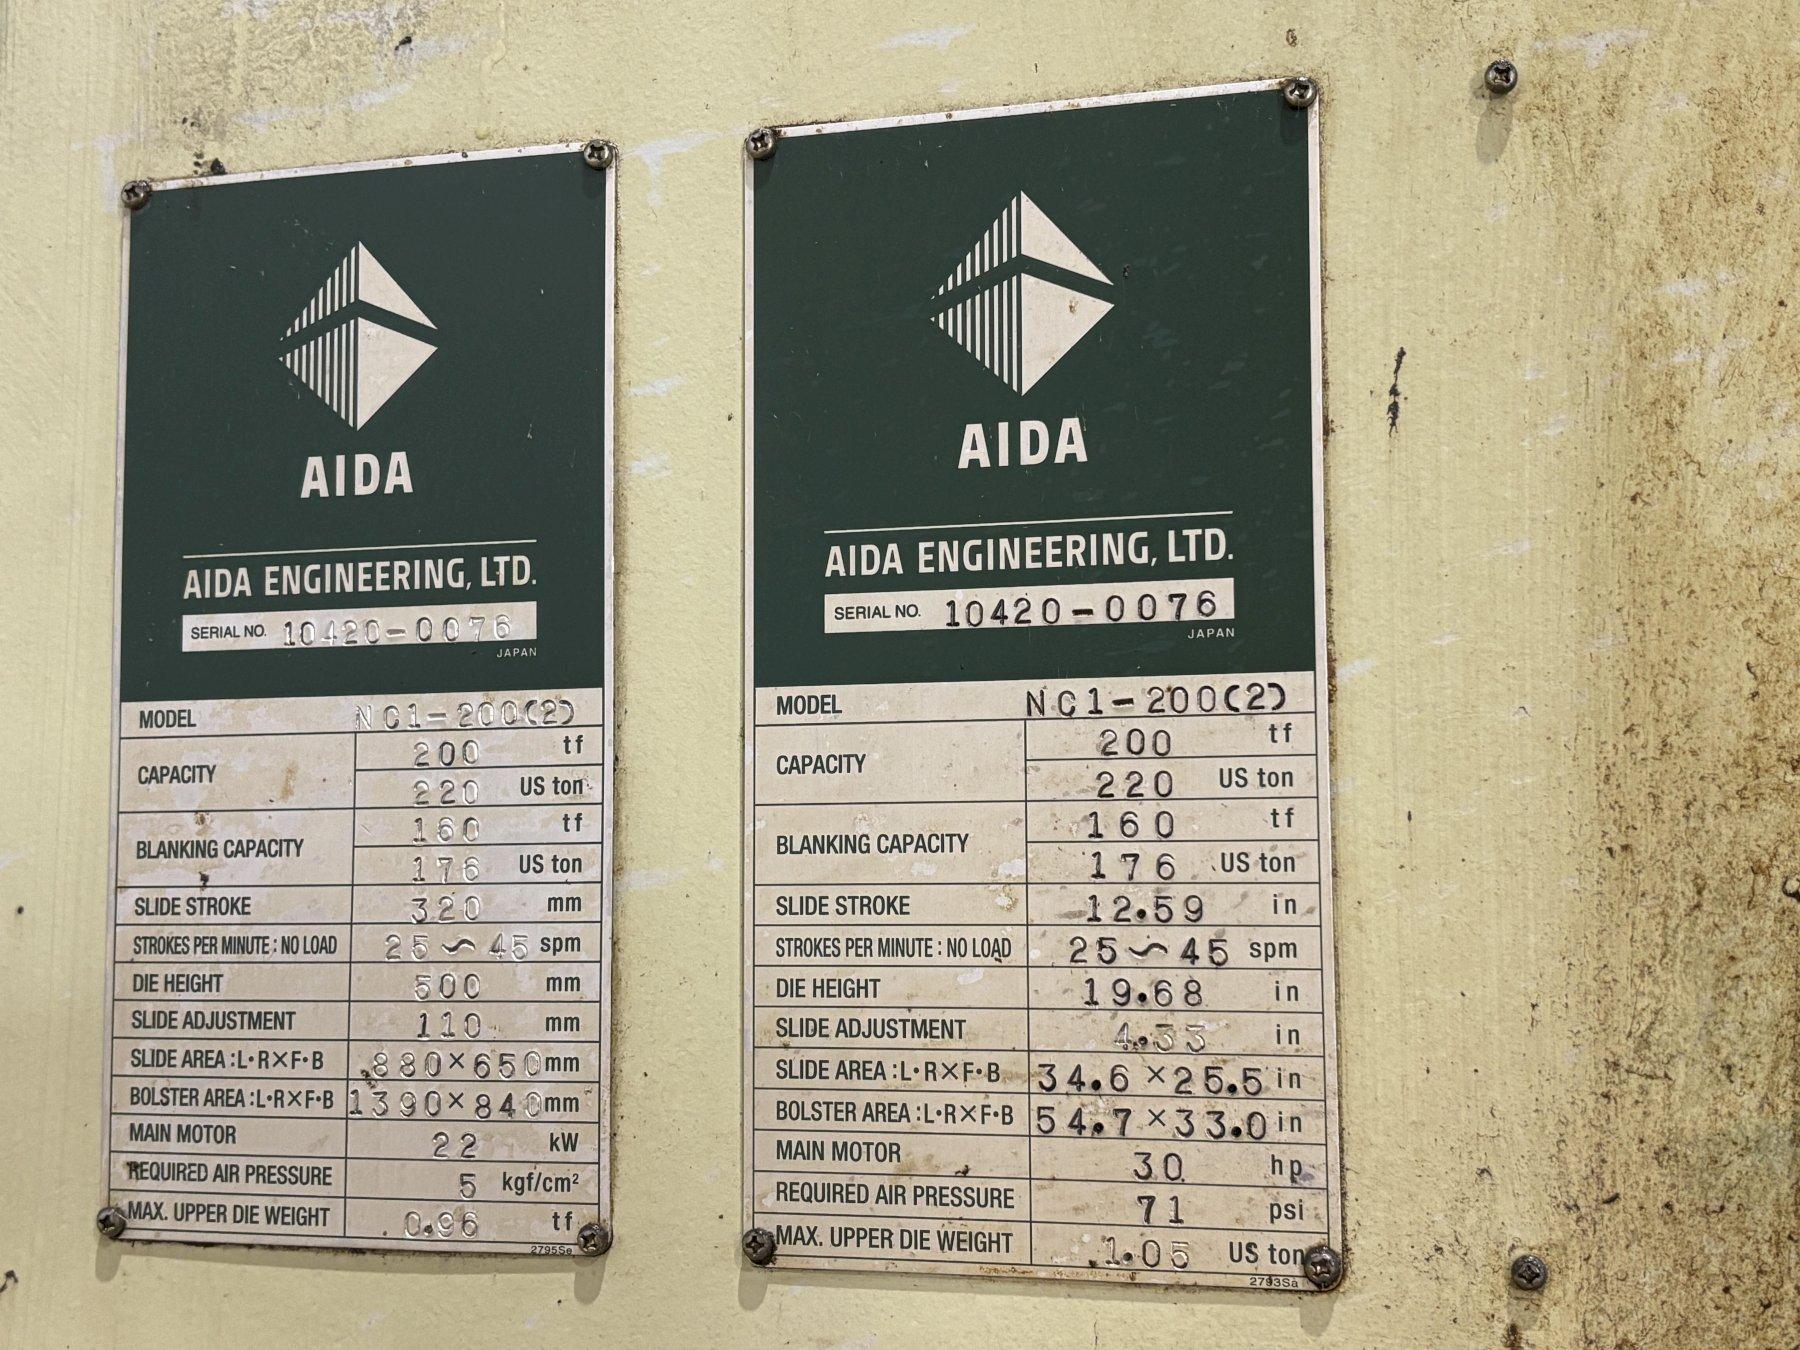 AIDA
AIDA ENGINEERING, LTD.
SERIAL NO. 10420-0076
JAPAN
MODEL NC1-200(2)
CAPACITY 200 tf
220 US ton
BLANKING CAPACITY 160 tf
176 US ton
SLIDE STROKE 320 mm
STROKES PER MINUTE : NO LOAD 25~45 spm
DIE HEIGHT 500 mm
SLIDE ADJUSTMENT 110 mm
SLIDE AREA : L·R×F·B 880×650 mm
BOLSTER AREA : L·R×F·B 1390×840 mm
MAIN MOTOR 22 kW
REQUIRED AIR PRESSURE 5 kgf/cm²
MAX. UPPER DIE WEIGHT 0.96 tf
2795Se
AIDA
AIDA ENGINEERING, LTD.
SERIAL NO. 10420-0076
JAPAN
MODEL NC1-200(2)
CAPACITY 200 tf
220 US ton
BLANKING CAPACITY 160 tf
176 US ton
SLIDE STROKE 12.59 in
STROKES PER MINUTE : NO LOAD 25~45 spm
DIE HEIGHT 19.68 in
SLIDE ADJUSTMENT 4.33 in
SLIDE AREA : L·R×F·B 34.6×25.5 in
BOLSTER AREA : L·R×F·B 54.7×33.0 in
MAIN MOTOR 30 hp
REQUIRED AIR PRESSURE 71 psi
MAX. UPPER DIE WEIGHT 1.05 US ton
2793Sa